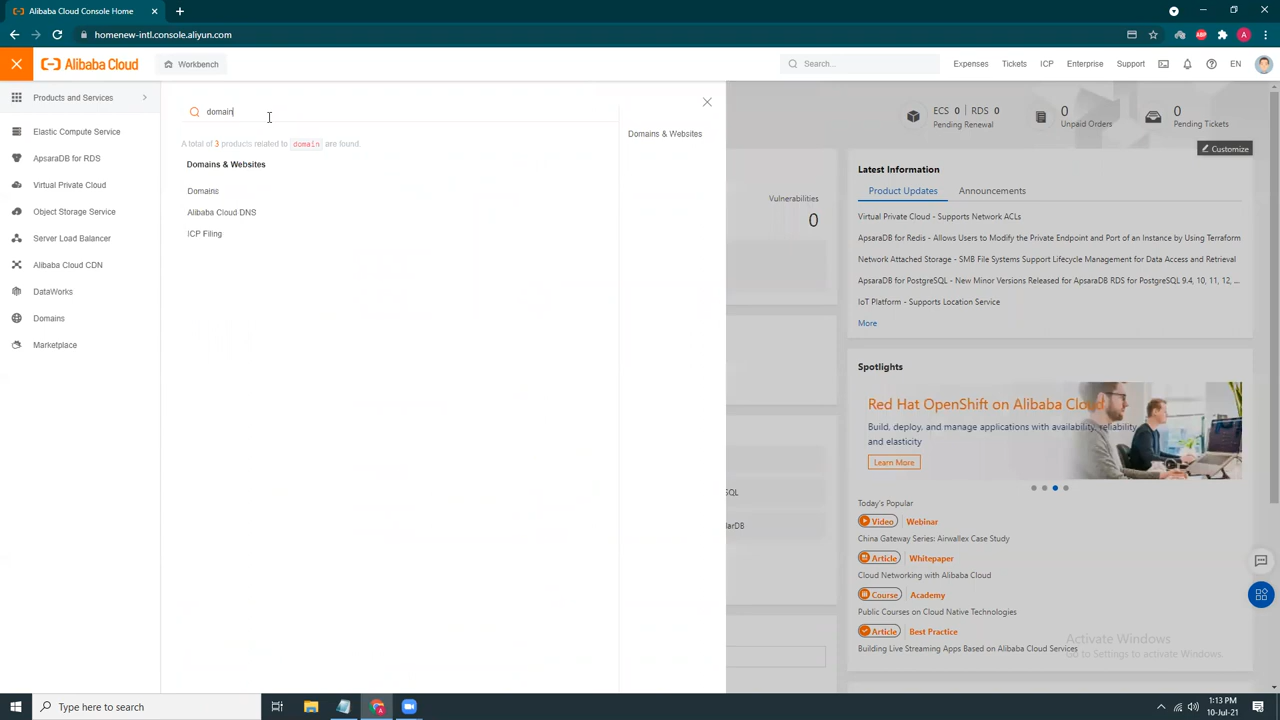 Alibaba Cloud Console Home
homenew-intl.console.aliyun.com
Alibaba Cloud
Workbench
Search...
Expenses
Tickets
ICP
Enterprise
Support
EN
Products and Services
Elastic Compute Service
ApsaraDB for RDS
Virtual Private Cloud
Object Storage Service
Server Load Balancer
Alibaba Cloud CDN
DataWorks
Domains
Marketplace
domain
A total of 3 products related to domain are found.
Domains & Websites
Domains
Alibaba Cloud DNS
ICP Filing
Domains & Websites
Vulnerabilities
0
ECS 0 | RDS 0
Pending Renewal
0
Unpaid Orders
0
Pending Tickets
Customize
Latest Information
Product Updates
Announcements
Virtual Private Cloud - Supports Network ACLs
ApsaraDB for Redis - Allows Users to Modify the Private Endpoint and Port of an Instance by Using Terraform
Network Attached Storage - SMB File Systems Support Lifecycle Management for Data Access and Retrieval
ApsaraDB for PostgreSQL - New Minor Versions Released for ApsaraDB RDS for PostgreSQL 9.4, 10, 11, 12, ...
IoT Platform - Supports Location Service
More
Spotlights
Red Hat OpenShift on Alibaba Cloud
Build, deploy, and manage applications with availability, reliability
and elasticity
Learn More
Today's Popular
Video | Webinar
China Gateway Series: Airwallex Case Study
Article | Whitepaper
Cloud Networking with Alibaba Cloud
Course | Academy
Public Courses on Cloud Native Technologies
Article | Best Practice
Building Live Streaming Apps Based on Alibaba Cloud Services
Activate Windows
Go to Settings to activate Windows.
Type here to search
1:13 PM
10-Jul-21